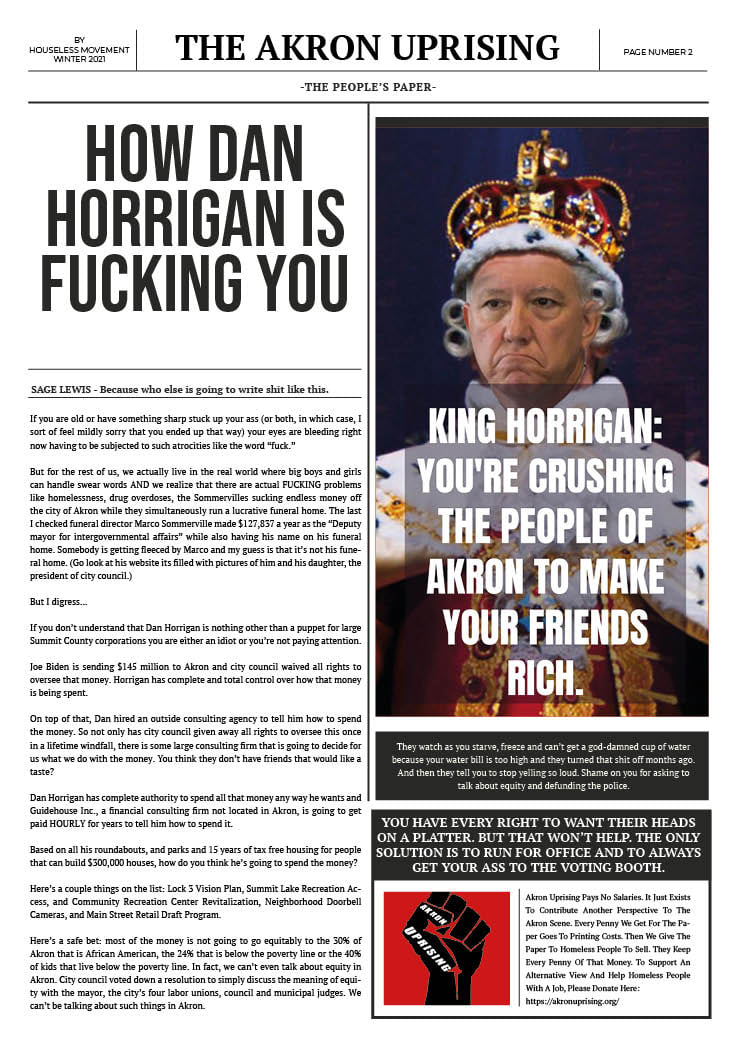 BY
HOUSELESS MOVEMENT
WINTER 2021
THE AKRON UPRISING
PAGE NUMBER 2
-THE PEOPLE'S PAPER-
HOW DAN
HORRIGAN IS
FUCKING YOU
SAGE LEWIS - Because who else is going to write shit like this.
If you are old or have something sharp stuck up your ass (or both, in which case, I
sort of feel mildly sorry that you ended up that way) your eyes are bleeding right
now having to be subjected to such atrocities like the word “fuck.”
But for the rest of us, we actually live in the real world where big boys and girls
can handle swear words AND we realize that there are actual FUCKING problems
like homelessness, drug overdoses, the Sommervilles sucking endless money off
the city of Akron while they simultaneously run a lucrative funeral home. The last
I checked funeral director Marco Sommerville made $127,837 a year as the “Deputy
mayor for intergovernmental affairs” while also having his name on his funeral
home. Somebody is getting fleeced by Marco and my guess is that it's not his fune-
ral home. (Go look at his website its filled with pictures of him and his daughter, the
president of city council.)
But I digress...
If you don't understand that Dan Horrigan is nothing other than a puppet for large
Summit County corporations you are either an idiot or you're not paying attention.
Joe Biden is sending $145 million to Akron and city council waived all rights to
oversee that money. Horrigan has complete and total control over how that money
is being spent.
On top of that, Dan hired an outside consulting agency to tell him how to spend
the money. So not only has city council given away all rights to oversee this once
in a lifetime windfall, there is some large consulting firm that is going to decide for
us what we do with the money. You think they don't have friends that would like a
taste?
Dan Horrigan has complete authority to spend all that money any way he wants and
Guidehouse Inc., a financial consulting firm not located in Akron, is going to get
paid HOURLY for years to tell him how to spend it.
Based on all his roundabouts, and parks and 15 years of tax free housing for people
that can build $300,000 houses, how do you think he's going to spend the money?
Here's a couple things on the list: Lock 3 Vision Plan, Summit Lake Recreation Ac-
cess, and Community Recreation Center Revitalization, Neighborhood Doorbell
Cameras, and Main Street Retail Draft Program.
Here's a safe bet: most of the money is not going to go equitably to the 30% of
Akron that is African American, the 24% that is below the poverty line or the 40%
of kids that live below the poverty line. In fact, we can't even talk about equity in
Akron. City council voted down a resolution to simply discuss the meaning of equi-
ty with the mayor, the city's four labor unions, council and municipal judges. We
can't be talking about such things in Akron.
KING HORRIGAN:
YOU'RE CRUSHING
THE PEOPLE OF
AKRON TO MAKE
YOUR FRIENDS
RICH.
They watch as you starve, freeze and can't get a god-damned cup of water
because your water bill is too high and they turned that shit off months ago.
And then they tell you to stop yelling so loud. Shame on you for asking to
talk about equity and defunding the police.
YOU HAVE EVERY RIGHT TO WANT THEIR HEADS
ON A PLATTER. BUT THAT WON'T HELP. THE ONLY
SOLUTION IS TO RUN FOR OFFICE AND TO ALWAYS
GET YOUR ASS TO THE VOTING BOOTH.
AKRON
UPRISING
Akron Uprising Pays No Salaries. It Just Exists
To Contribute Another Perspective To The
Akron Scene. Every Penny We Get For The Pa-
per Goes To Printing Costs. Then We Give The
Paper To Homeless People To Sell. They Keep
Every Penny Of That Money. To Support An
Alternative View And Help Homeless People
With A Job, Please Donate Here:
https://akronuprising.org/